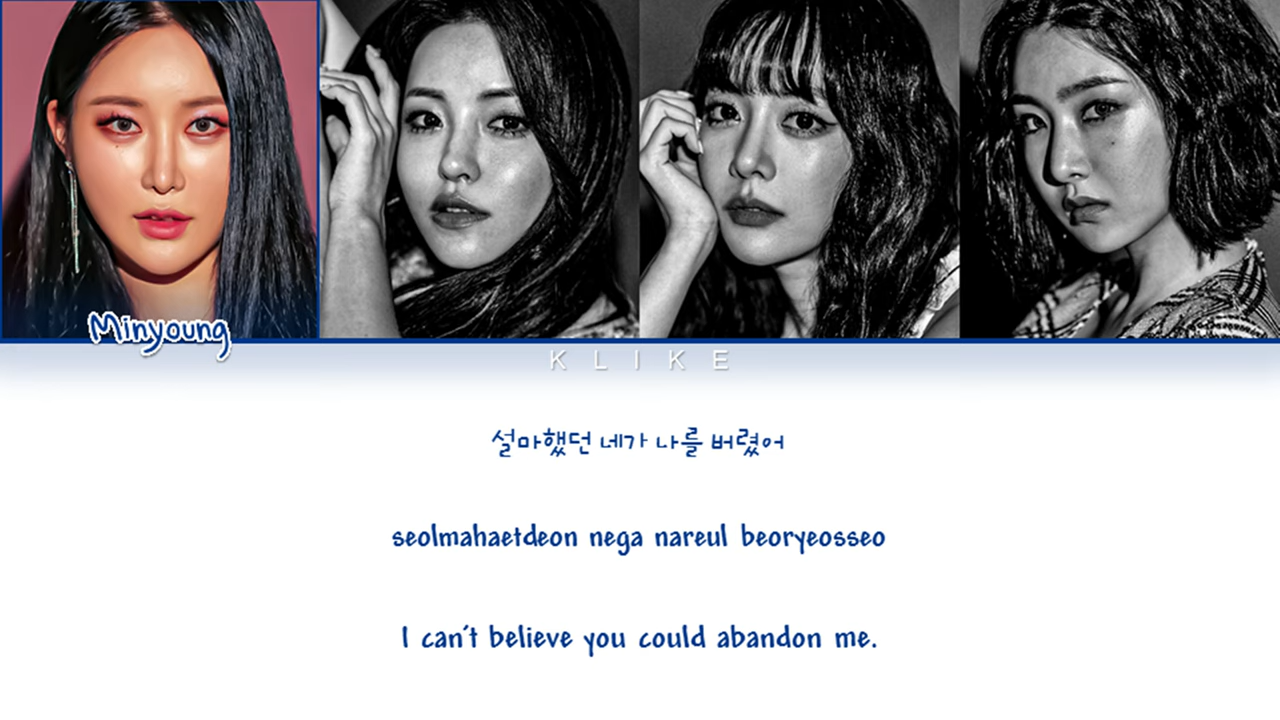 Minyoung
KLIKE
설마했던 네가 나를 버렸어
seolmahaetdeon nega nareul beoryeosseo
I can't believe you could abandon me.